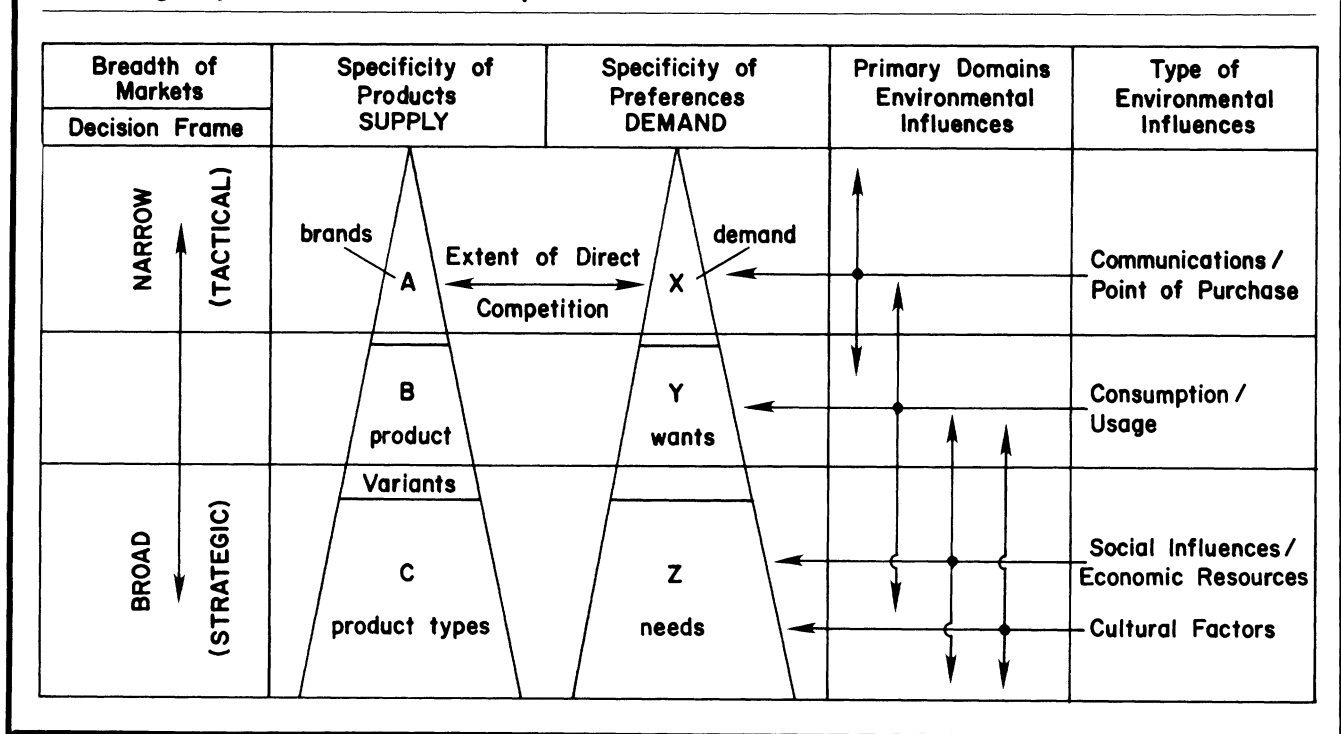 Breadth of
Markets
Decision Frame
Specificity of
Products
SUPPLY
Specificity of
Preferences
DEMAND
Primary Domains
Environmental
Influences
Type of
Environmental
Influences
NARROW
(TACTICAL)
BROAD
(STRATEGIC)
brands
A
Extent of Direct
Competition
demand
X
B
product
Variants
Y
wants
C
product types
Z
needs
Communications /
Point of Purchase
Consumption /
Usage
Social Influences /
Economic Resources
Cultural Factors